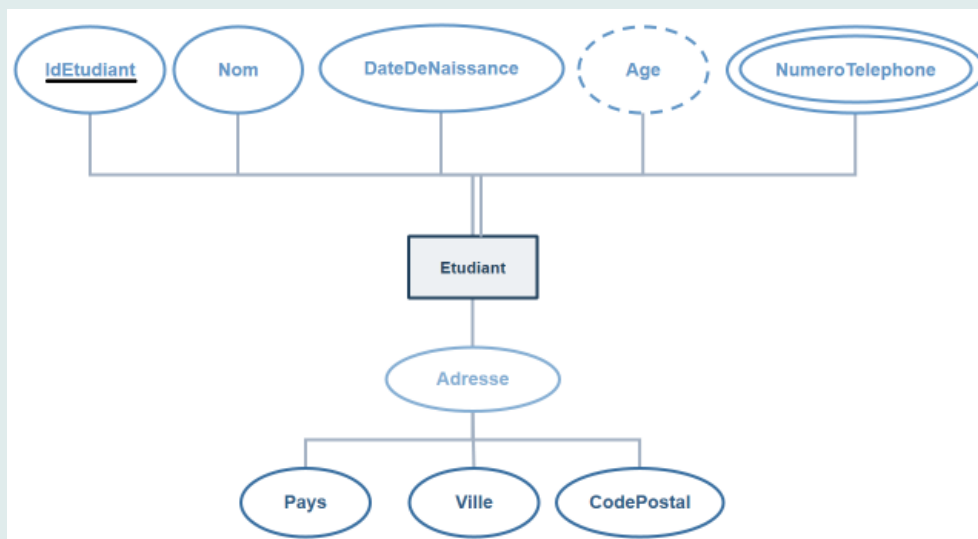 IdEtudiant
Nom
DateDeNaissance
Age
NumeroTelephone
Etudiant
Adresse
Pays
Ville
CodePostal